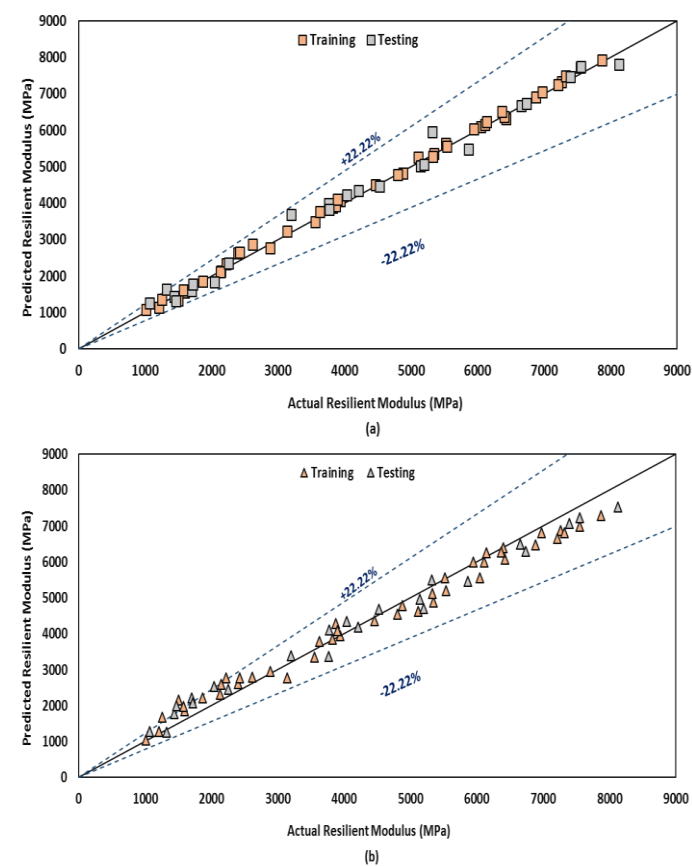 9000
8000
7000
6000
5000
4000
3000
2000
1000
0
Predicted Resilient Modulus (MPa)
Training Testing
+22.22%
-22.22%
0 1000 2000 3000 4000 5000 6000 7000 8000 9000
Actual Resilient Modulus (MPa)
(a)
9000
8000
7000
6000
5000
4000
3000
2000
1000
0
Predicted Resilient Modulus (MPa)
Training Testing
+22.22%
-22.22%
0 1000 2000 3000 4000 5000 6000 7000 8000 9000
Actual Resilient Modulus (MPa)
(b)